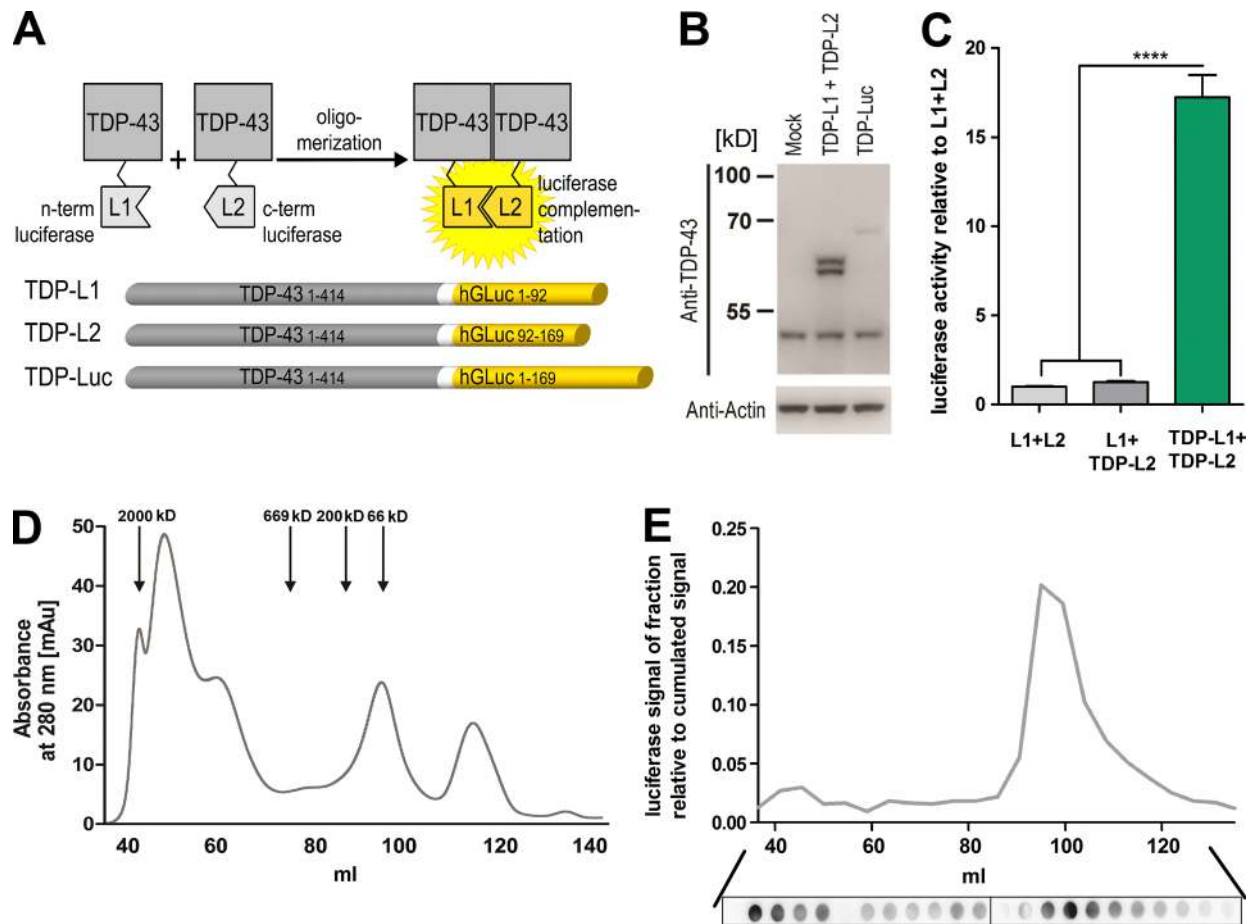 A
TDP-43
TDP-43
oligo-
merization
TDP-43 TDP-43
+
n-term
luciferase
L1
L2
c-term
luciferase
L1 L2
luciferase
complemen-
tation
TDP-L1 TDP-43 1-414 hGLuc 1-92
TDP-L2 TDP-43 1-414 hGLuc 92-169
TDP-Luc TDP-43 1-414 hGLuc 1-169
B
[kD]
Mock
TDP-L1 + TDP-L2
TDP-Luc
100
70
55
Anti-TDP-43
Anti-Actin
C
luciferase activity relative to L1+L2
20
15
10
5
0
****
L1+L2
L1+
TDP-L2
TDP-L1+
TDP-L2
D
2000 kD 669 kD 200 kD 66 kD
Absorbance
at 280 nm [mAu]
50
40
30
20
10
0
40 60 80 100 120 140
ml
E
luciferase signal of fraction
relative to cumulated signal
0.25
0.20
0.15
0.10
0.05
0.00
40 60 80 100 120
ml